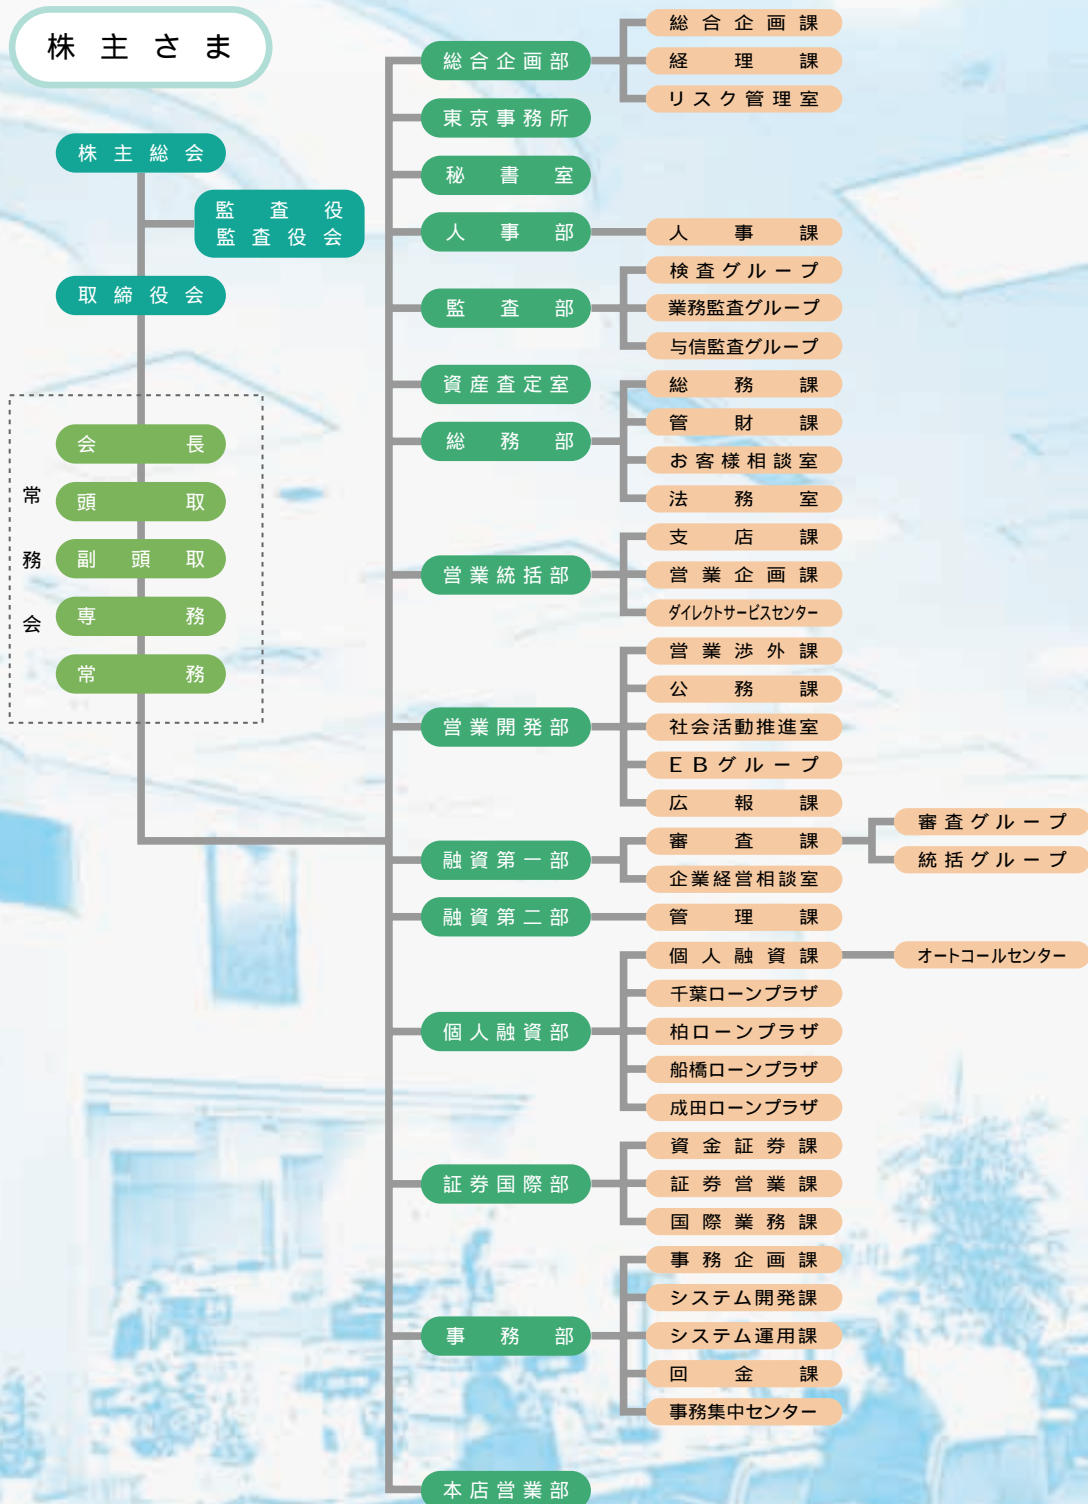 株主さま
株主総会
監査役
監査役会
取締役会
常務会
会長
頭取
副頭取
専務
常務
総合企画部
総合企画課
経理課
リスク管理室
東京事務所
秘書室
人事部
人事課
監査部
検査グループ
業務監査グループ
与信監査グループ
資産査定室
総務部
総務課
管財課
お客様相談室
法務室
営業統括部
支店課
営業企画課
ダイレクトサービスセンター
営業開発部
営業渉外課
公務課
社会活動推進室
EBグループ
広報課
融資第一部
審査課
審査グループ
統括グループ
企業経営相談室
融資第二部
管理課
個人融資部
個人融資課
オートコールセンター
千葉ローンプラザ
柏ローンプラザ
船橋ローンプラザ
成田ローンプラザ
証券国際部
資金証券課
証券営業課
国際業務課
事務部
事務企画課
システム開発課
システム運用課
回金課
事務集中センター
本店営業部